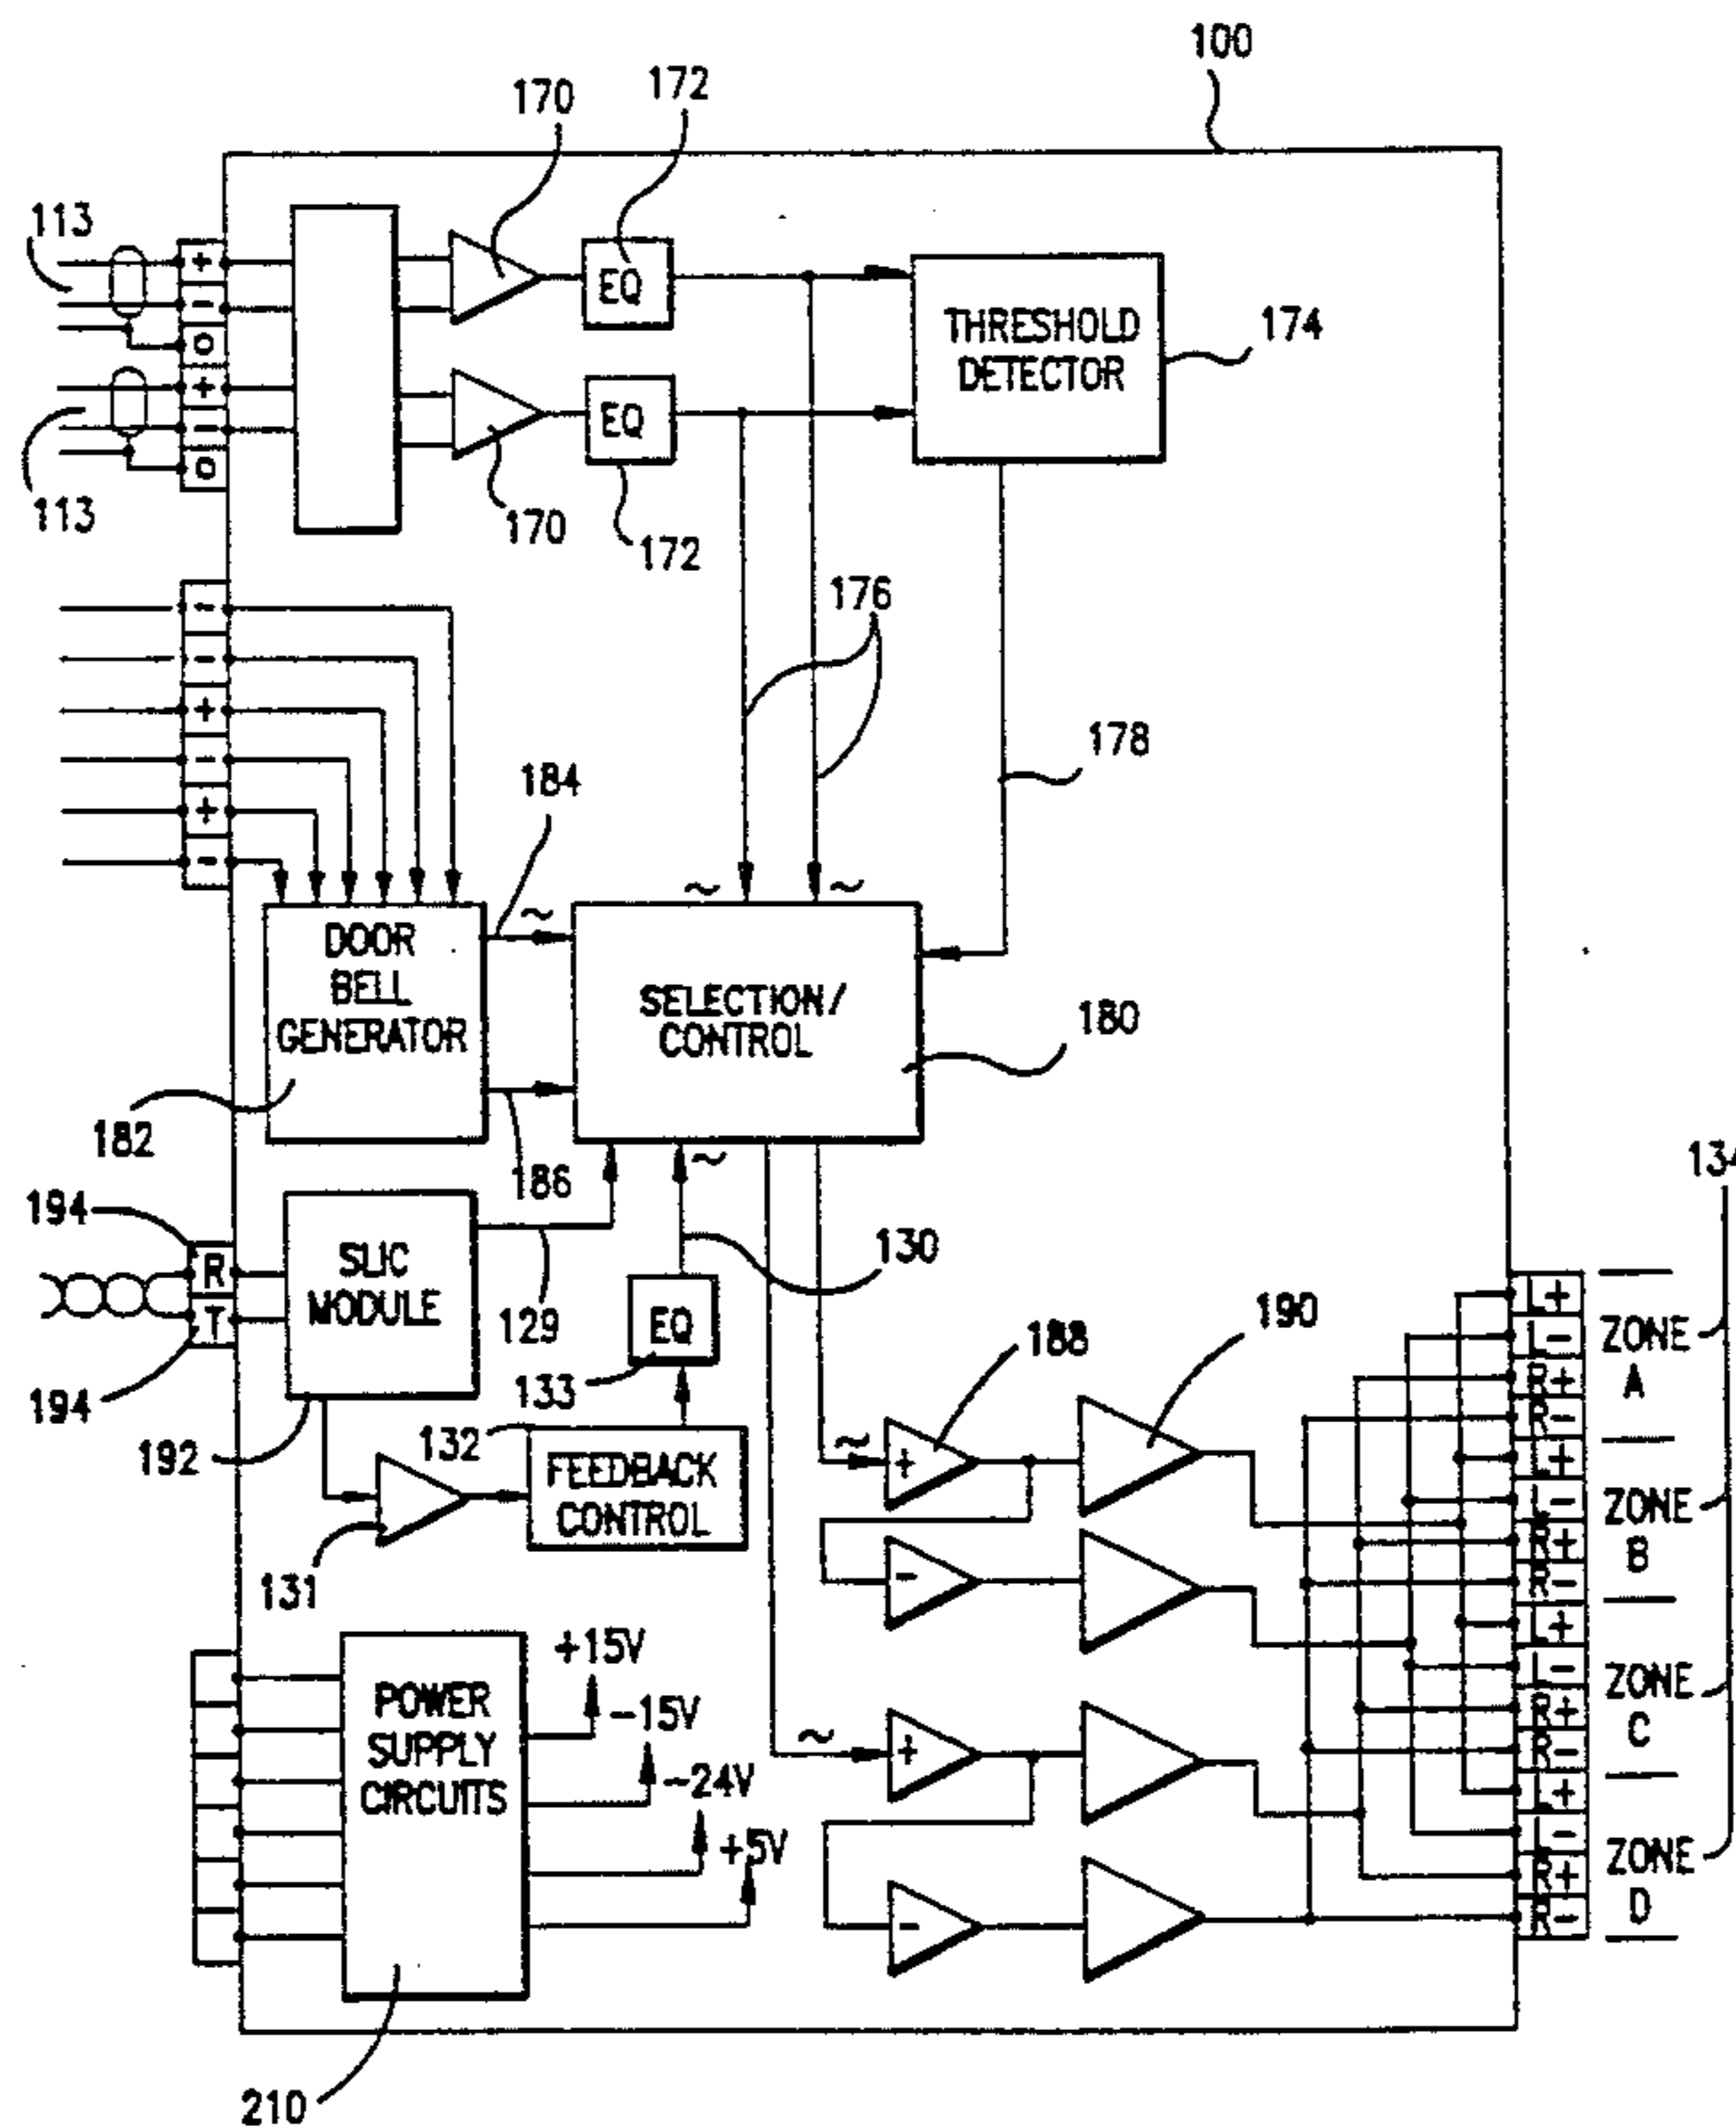 100
170
172
113
+
-
O
+
-
O
113
EQ
EQ
THRESHOLD
DETECTOR
174
170
172
176
178
-
-
+
-
+
-
184
~
~
~
DOOR
BELL
GENERATOR
SELECTION/
CONTROL
180
182
186
~
134
194
R
T
194
SLIC
MODULE
129
130
EQ
133
192
132
FEEDBACK
CONTROL
131
188
190
~
+
-
~
+
-
L+
L-
R+
R-
ZONE
A
L+
L-
R+
R-
ZONE
B
L+
L-
R+
R-
ZONE
C
L+
L-
R+
R-
ZONE
D
POWER
SUPPLY
CIRCUITS
+15V
-15V
-24V
+5V
210